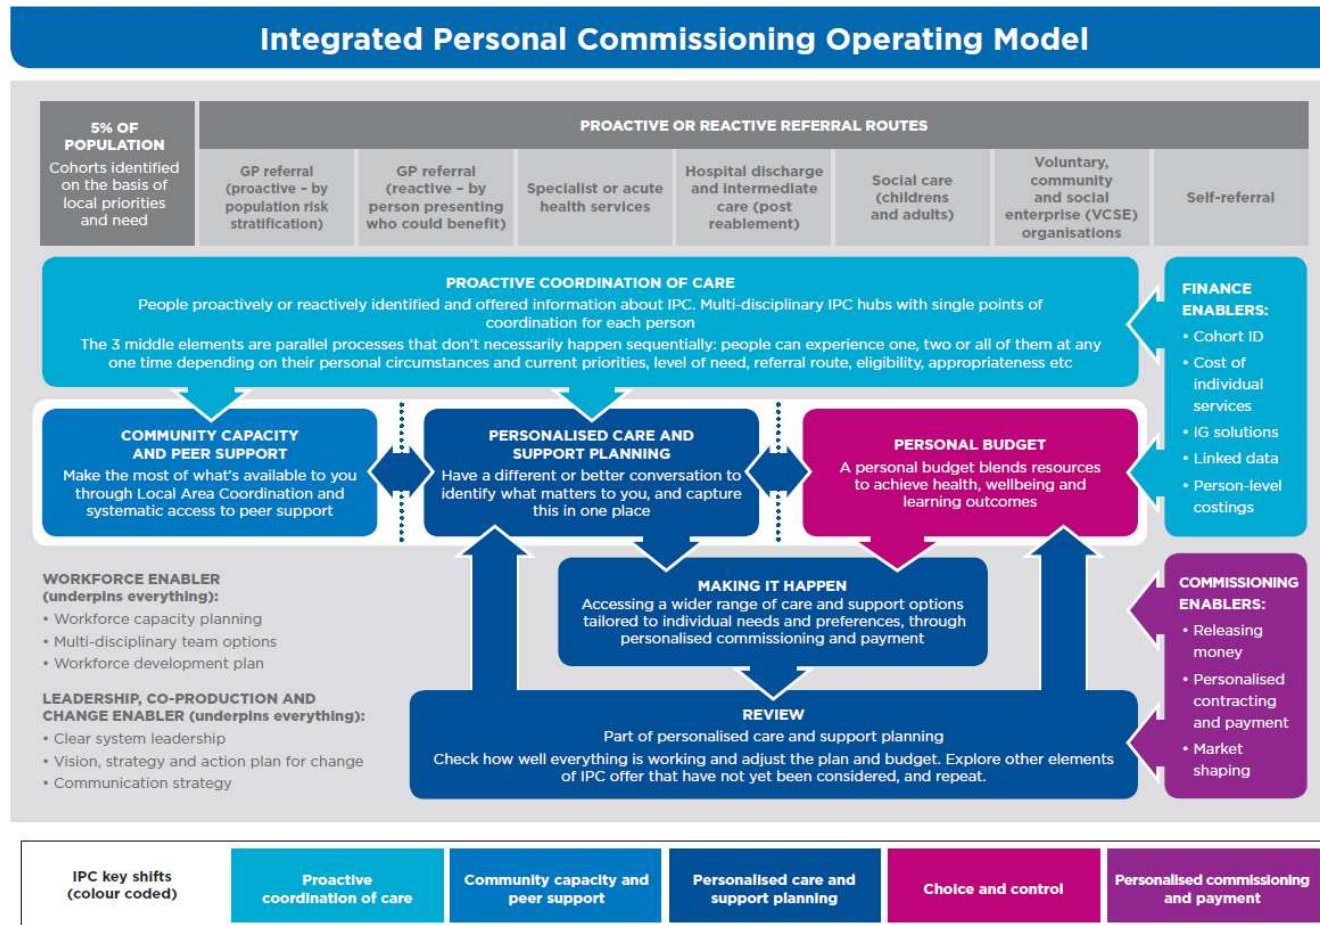 Integrated Personal Commissioning Operating Model
5% OF
POPULATION
Cohorts identified
on the basis of
local priorities
and need
PROACTIVE OR REACTIVE REFERRAL ROUTES
GP referral
(proactive – by
population risk
stratification)
GP referral
(reactive – by
person presenting
who could benefit)
Specialist or acute
health services
Hospital discharge
and intermediate
care (post
reablement)
Social care
(childrens
and adults)
Voluntary,
community
and social
enterprise (VCSE)
organisations
Self-referral
PROACTIVE COORDINATION OF CARE
People proactively or reactively identified and offered information about IPC. Multi-disciplinary IPC hubs with single points of
coordination for each person
The 3 middle elements are parallel processes that don't necessarily happen sequentially: people can experience one, two or all of them at any
one time depending on their personal circumstances and current priorities, level of need, referral route, eligibility, appropriateness etc
FINANCE
ENABLERS:
• Cohort ID
• Cost of
individual
services
• IG solutions
• Linked data
• Person-level
costings
COMMUNITY CAPACITY
AND PEER SUPPORT
Make the most of what's available to you
through Local Area Coordination and
systematic access to peer support
PERSONALISED CARE AND
SUPPORT PLANNING
Have a different or better conversation to
identify what matters to you, and capture
this in one place
PERSONAL BUDGET
A personal budget blends resources
to achieve health, wellbeing and
learning outcomes
WORKFORCE ENABLER
(underpins everything):
• Workforce capacity planning
• Multi-disciplinary team options
• Workforce development plan
LEADERSHIP, CO-PRODUCTION AND
CHANGE ENABLER (underpins everything):
• Clear system leadership
• Vision, strategy and action plan for change
• Communication strategy
MAKING IT HAPPEN
Accessing a wider range of care and support options
tailored to individual needs and preferences, through
personalised commissioning and payment
REVIEW
Part of personalised care and support planning
Check how well everything is working and adjust the plan and budget. Explore other elements
of IPC offer that have not yet been considered, and repeat.
COMMISSIONING
ENABLERS:
• Releasing
money
• Personalised
contracting
and payment
• Market
shaping
IPC key shifts
(colour coded)
Proactive
coordination of care
Community capacity and
peer support
Personalised care and
support planning
Choice and control
Personalised commissioning
and payment